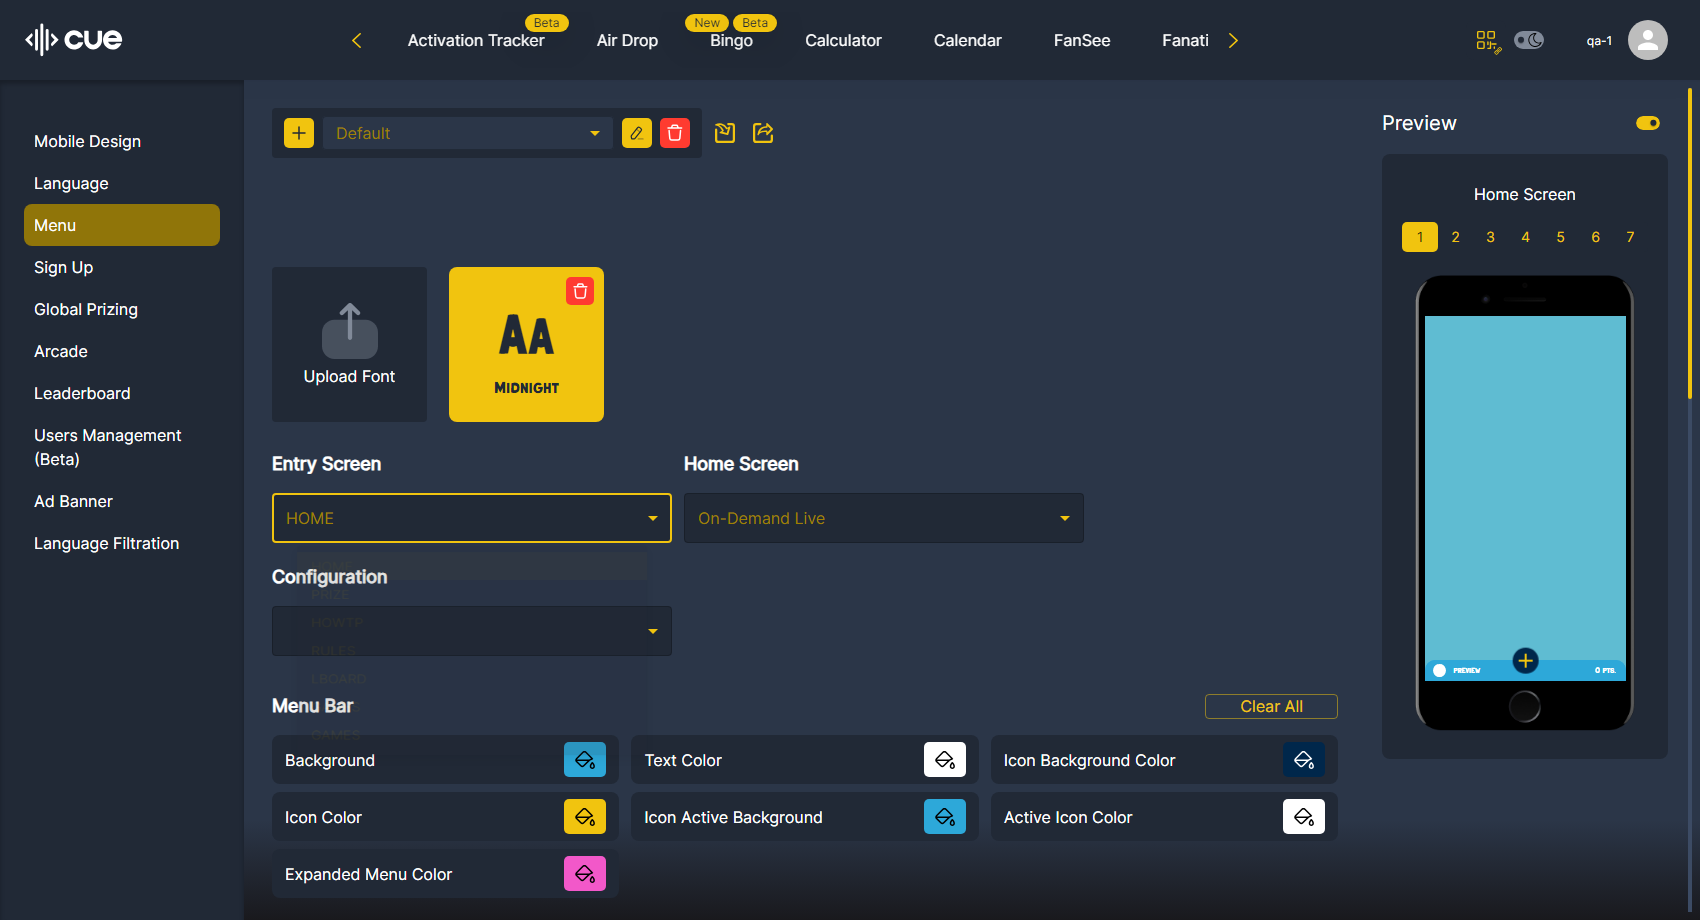 cue
Activation Tracker
Beta
Air Drop
New
Beta
Bingo
Calculator
Calendar
FanSee
Fanati
qa-1
Mobile Design
Language
Menu
Sign Up
Global Prizing
Arcade
Leaderboard
Users Management
(Beta)
Ad Banner
Language Filtration
Default
Upload Font
AA
MIDNIGHT
Entry Screen
HOME
Home Screen
On-Demand Live
Configuration
PRIZE
HOWTP
RULES
LBOARD
GAMES
Menu Bar
Clear All
Background
Text Color
Icon Background Color
Icon Color
Icon Active Background
Active Icon Color
Expanded Menu Color
Preview
Home Screen
1 2 3 4 5 6 7
PREVIEW
0 PTS.